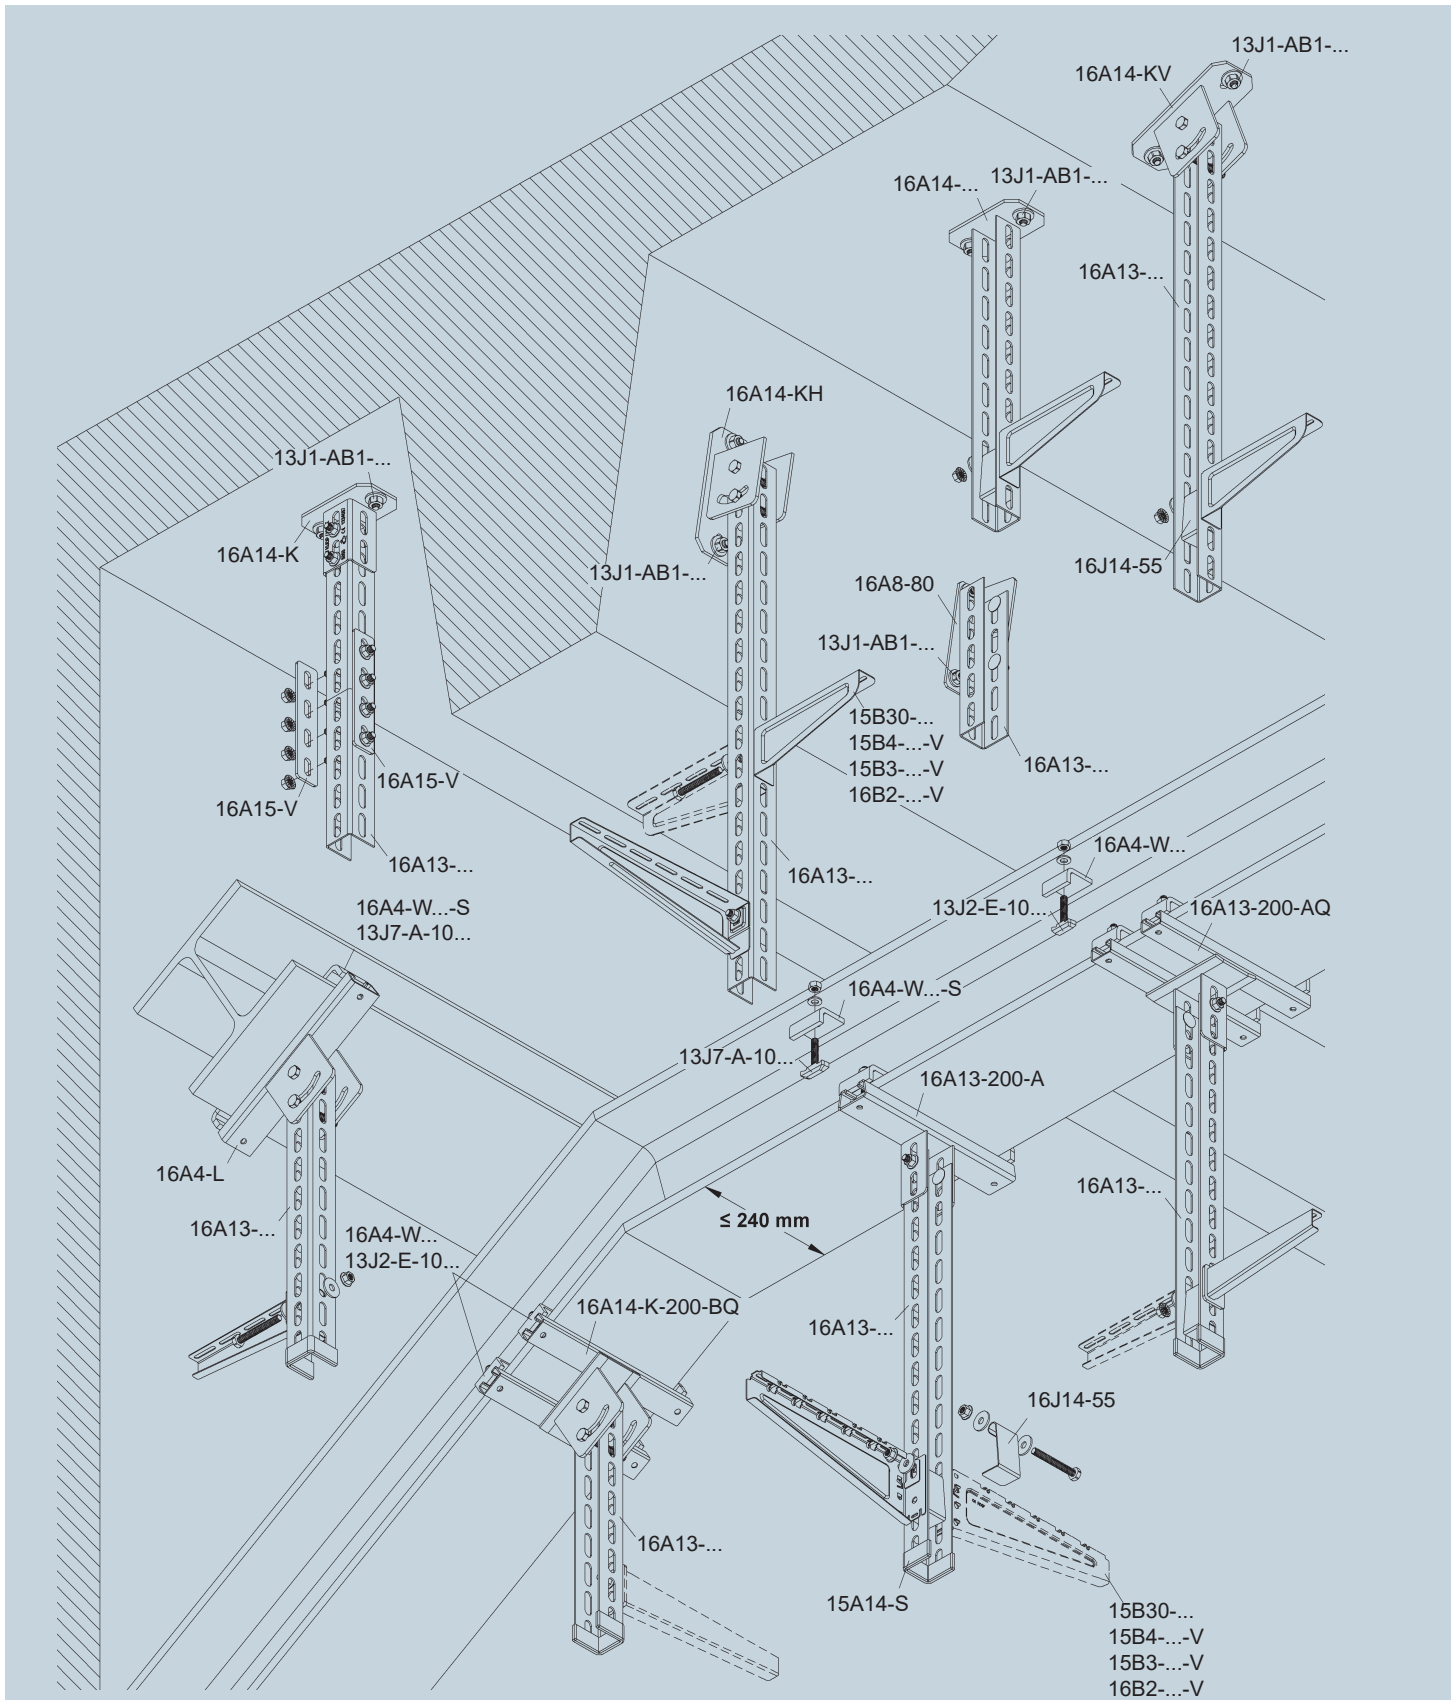 13J1-AB1-...
16A14-KV
16A14-...
13J1-AB1-...
16A13-...
16A14-KH
13J1-AB1-...
16A14-K
13J1-AB1-...
16J14-55
16A8-80
13J1-AB1-...
15B30-...
15B4-...-V
15B3-...-V
16B2-...-V
16A13-...
16A15-V
16A15-V
16A13-...
16A13-...
16A4-W...
13J2-E-10...
16A13-200-AQ
16A4-W...-S
13J7-A-10...
16A4-W...-S
13J7-A-10...
16A13-200-A
16A4-L
16A13-...
≤ 240 mm
16A13-...
16A4-W...
13J2-E-10...
16A14-K-200-BQ
16A13-...
16J14-55
16A13-...
15A14-S
15B30-...
15B4-...-V
15B3-...-V
16B2-...-V